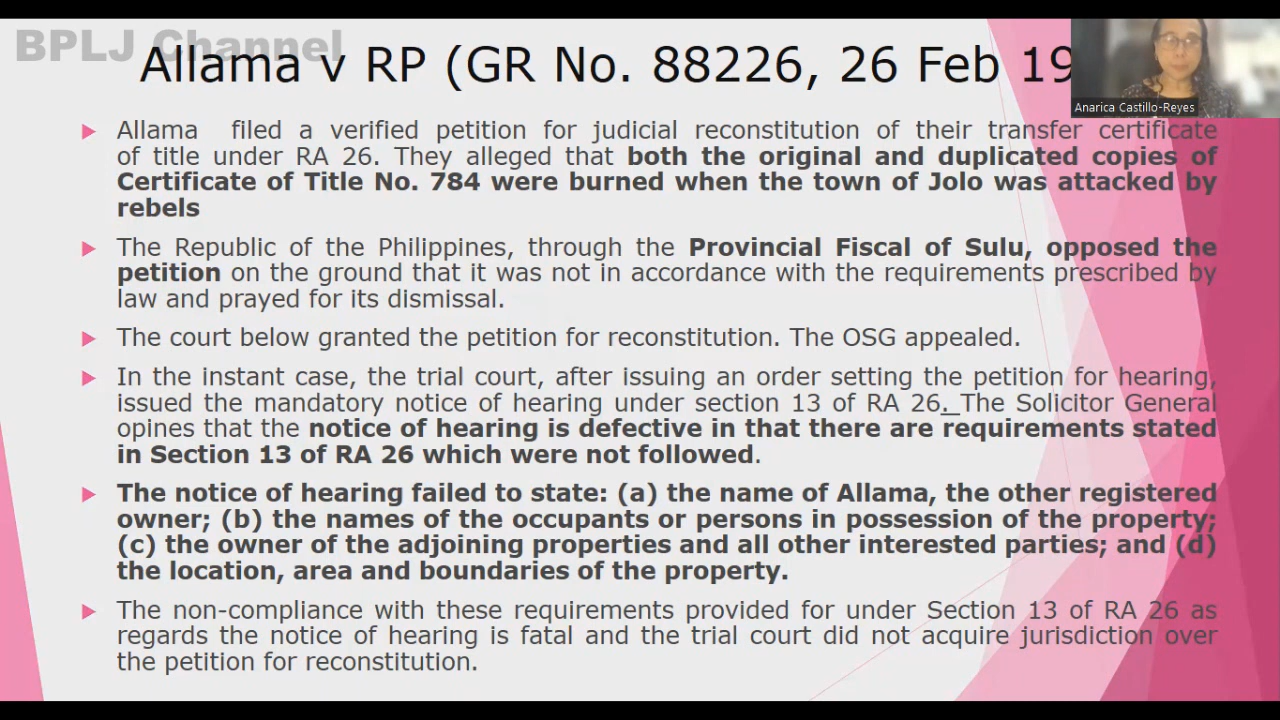 BPLJ Channel
Allama v RP (GR No. 88226, 26 Feb 19
Anarica Castillo-Reyes
Allama filed a verified petition for judicial reconstitution of their transfer certificate
of title under RA 26. They alleged that both the original and duplicated copies of
Certificate of Title No. 784 were burned when the town of Jolo was attacked by
rebels
The Republic of the Philippines, through the Provincial Fiscal of Sulu, opposed the
petition on the ground that it was not in accordance with the requirements prescribed by
law and prayed for its dismissal.
The court below granted the petition for reconstitution. The OSG appealed.
In the instant case, the trial court, after issuing an order setting the petition for hearing,
issued the mandatory notice of hearing under section 13 of RA 26. The Solicitor General
opines that the notice of hearing is defective in that there are requirements stated
in Section 13 of RA 26 which were not followed.
The notice of hearing failed to state: (a) the name of Allama, the other registered
owner; (b) the names of the occupants or persons in possession of the property;
(c) the owner of the adjoining properties and all other interested parties; and (d)
the location, area and boundaries of the property.
The non-compliance with these requirements provided for under Section 13 of RA 26 as
regards the notice of hearing is fatal and the trial court did not acquire jurisdiction over
the petition for reconstitution.